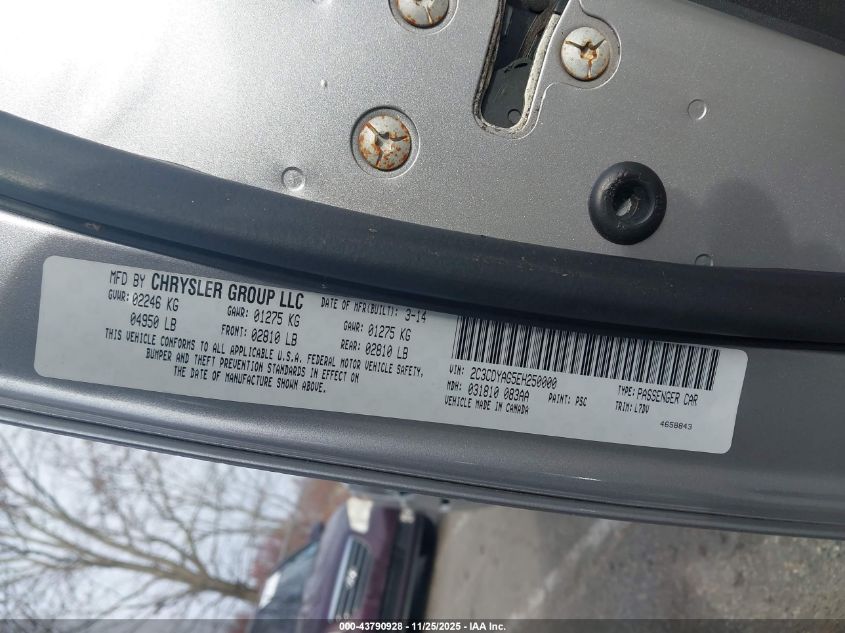 MFD BY CHRYSLER GROUP LLC DATE OF MFR(BUILT): 3-14
GVWR: 02246 KG GAWR: 01275 KG GAWR: 01275 KG
04950 LB FRONT: 02810 LB REAR: 02810 LB
THIS VEHICLE CONFORMS TO ALL APPLICABLE U.S.A. FEDERAL MOTOR VEHICLE SAFETY,
BUMPER AND THEFT PREVENTION STANDARDS IN EFFECT ON
THE DATE OF MANUFACTURE SHOWN ABOVE.
VIN: 2C3CDYAG5EH250000 TYPE: PASSENGER CAR
MDH: 031810 083AA PAINT: PSC TRIM: L7DV
VEHICLE MADE IN CANADA
4658843
000-43790928 - 11/25/2025 - IAA Inc.